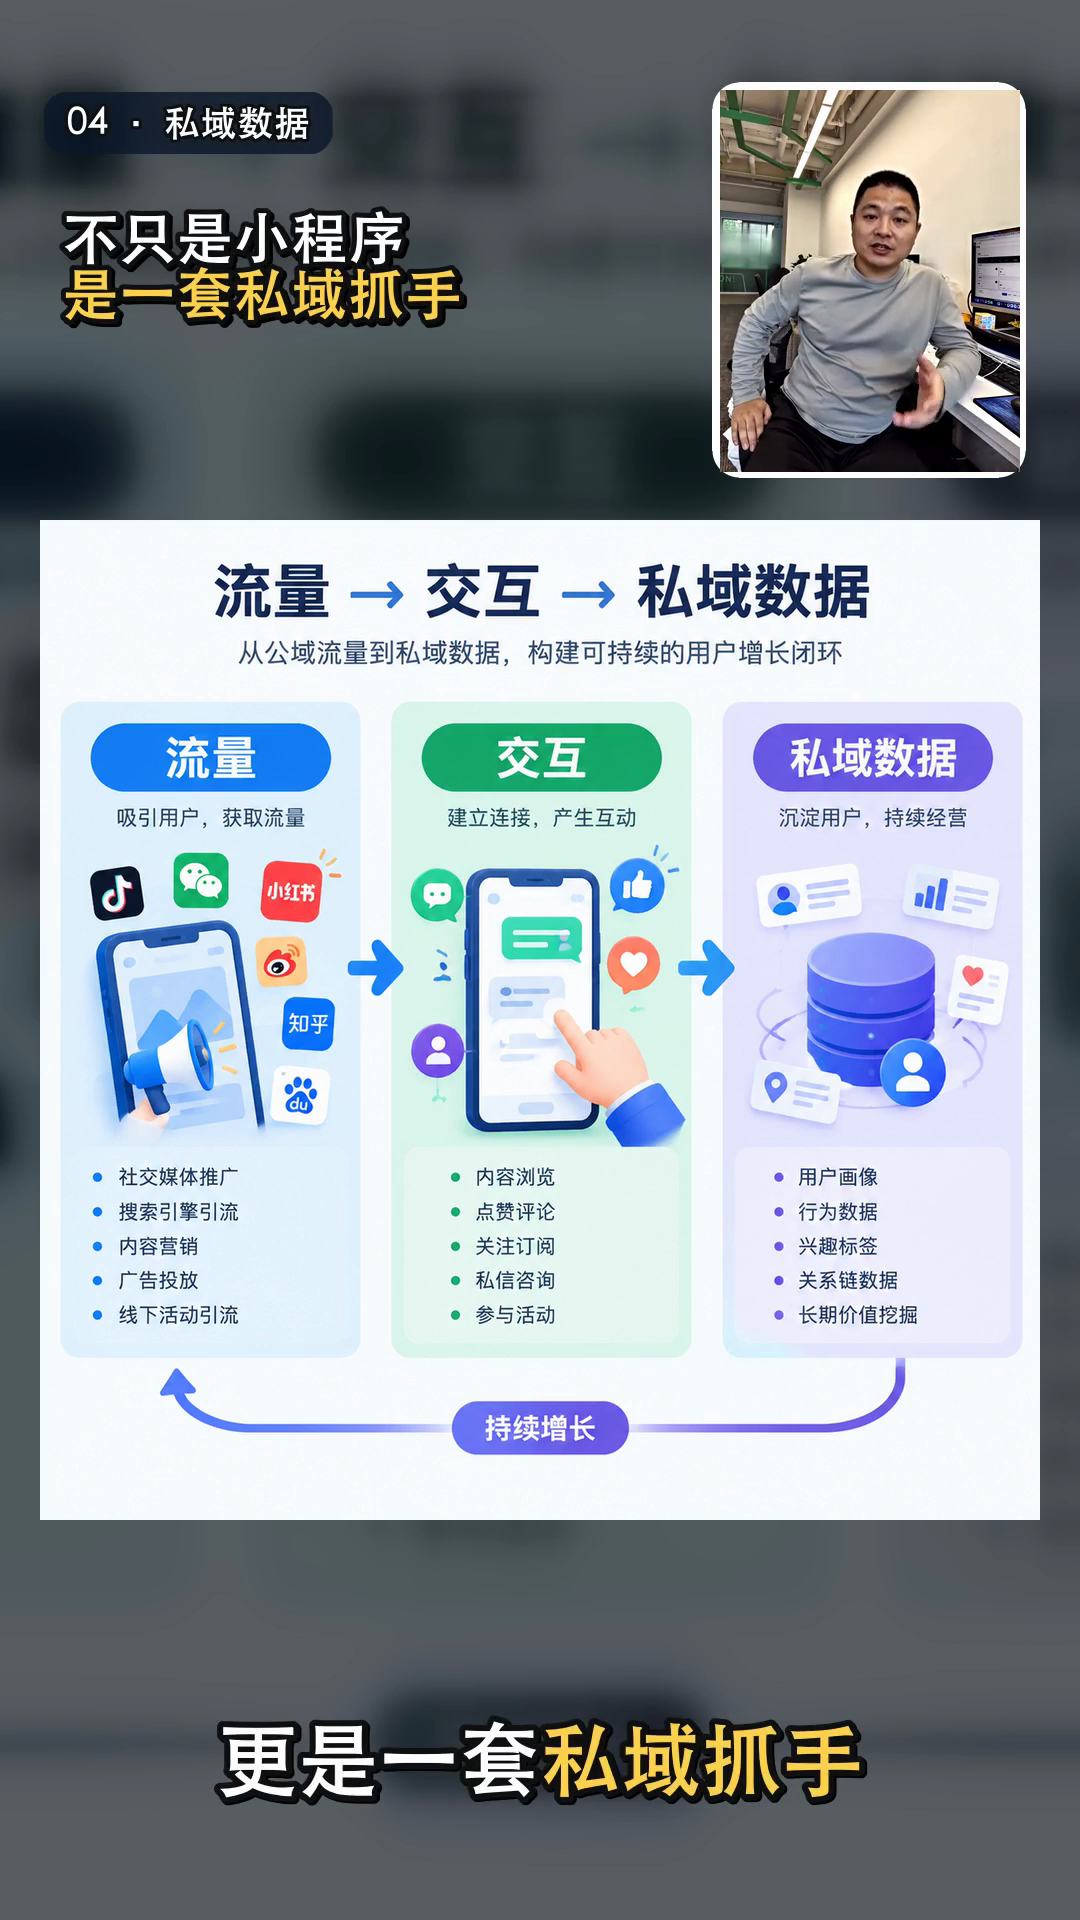 04 · 私域数据
不只是小程序
是一套私域抓手
流量 → 交互 → 私域数据
从公域流量到私域数据，构建可持续的用户增长闭环
流量
吸引用户，获取流量
小红书
知乎
du
社交媒体推广
搜索引擎引流
内容营销
广告投放
线下活动引流
交互
建立连接，产生互动
内容浏览
点赞评论
关注订阅
私信咨询
参与活动
私域数据
沉淀用户，持续经营
用户画像
行为数据
兴趣标签
关系链数据
长期价值挖掘
持续增长
更是一套私域抓手